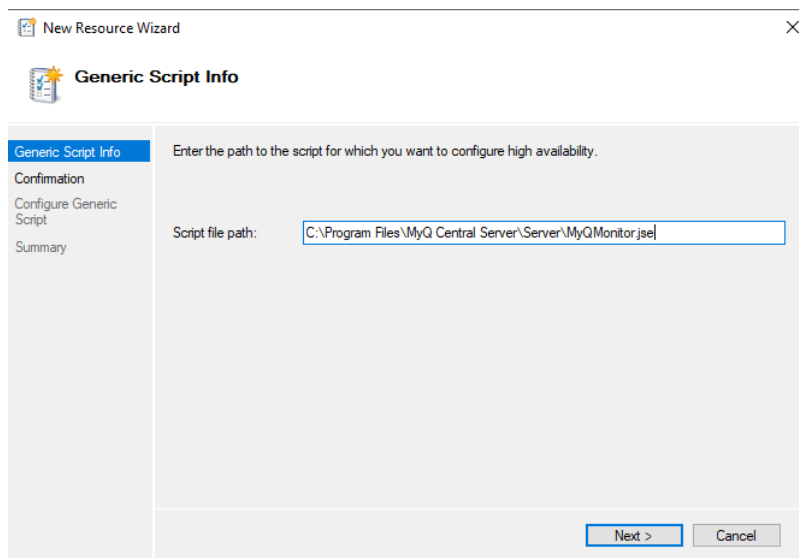 New Resource Wizard
Generic Script Info
Generic Script Info
Confirmation
Configure Generic
Script
Summary
Enter the path to the script for which you want to configure high availability.
Script file path:
C:\Program Files\MyQ Central Server\Server\MyQMonitor.jse
Next >
Cancel